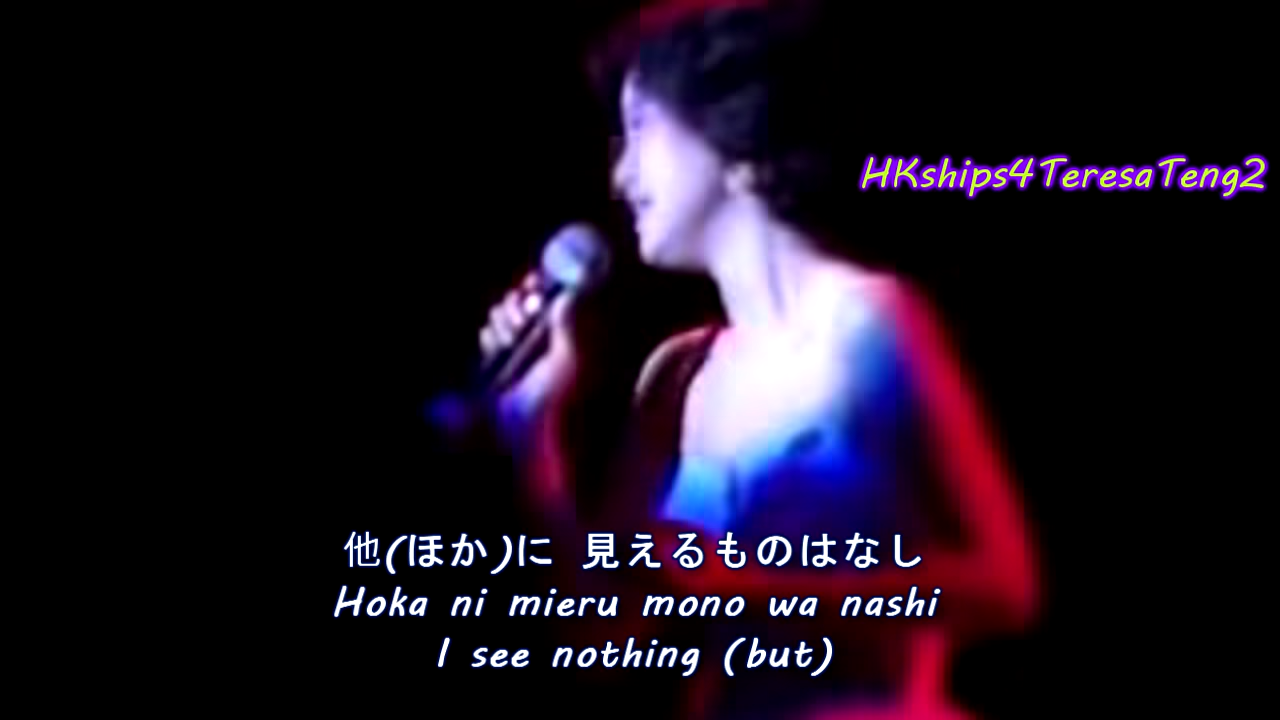 HKships4TeresaTeng2
他(ほか)に 見えるものはなし
Hoka ni mieru mono wa nashi
I see nothing (but)